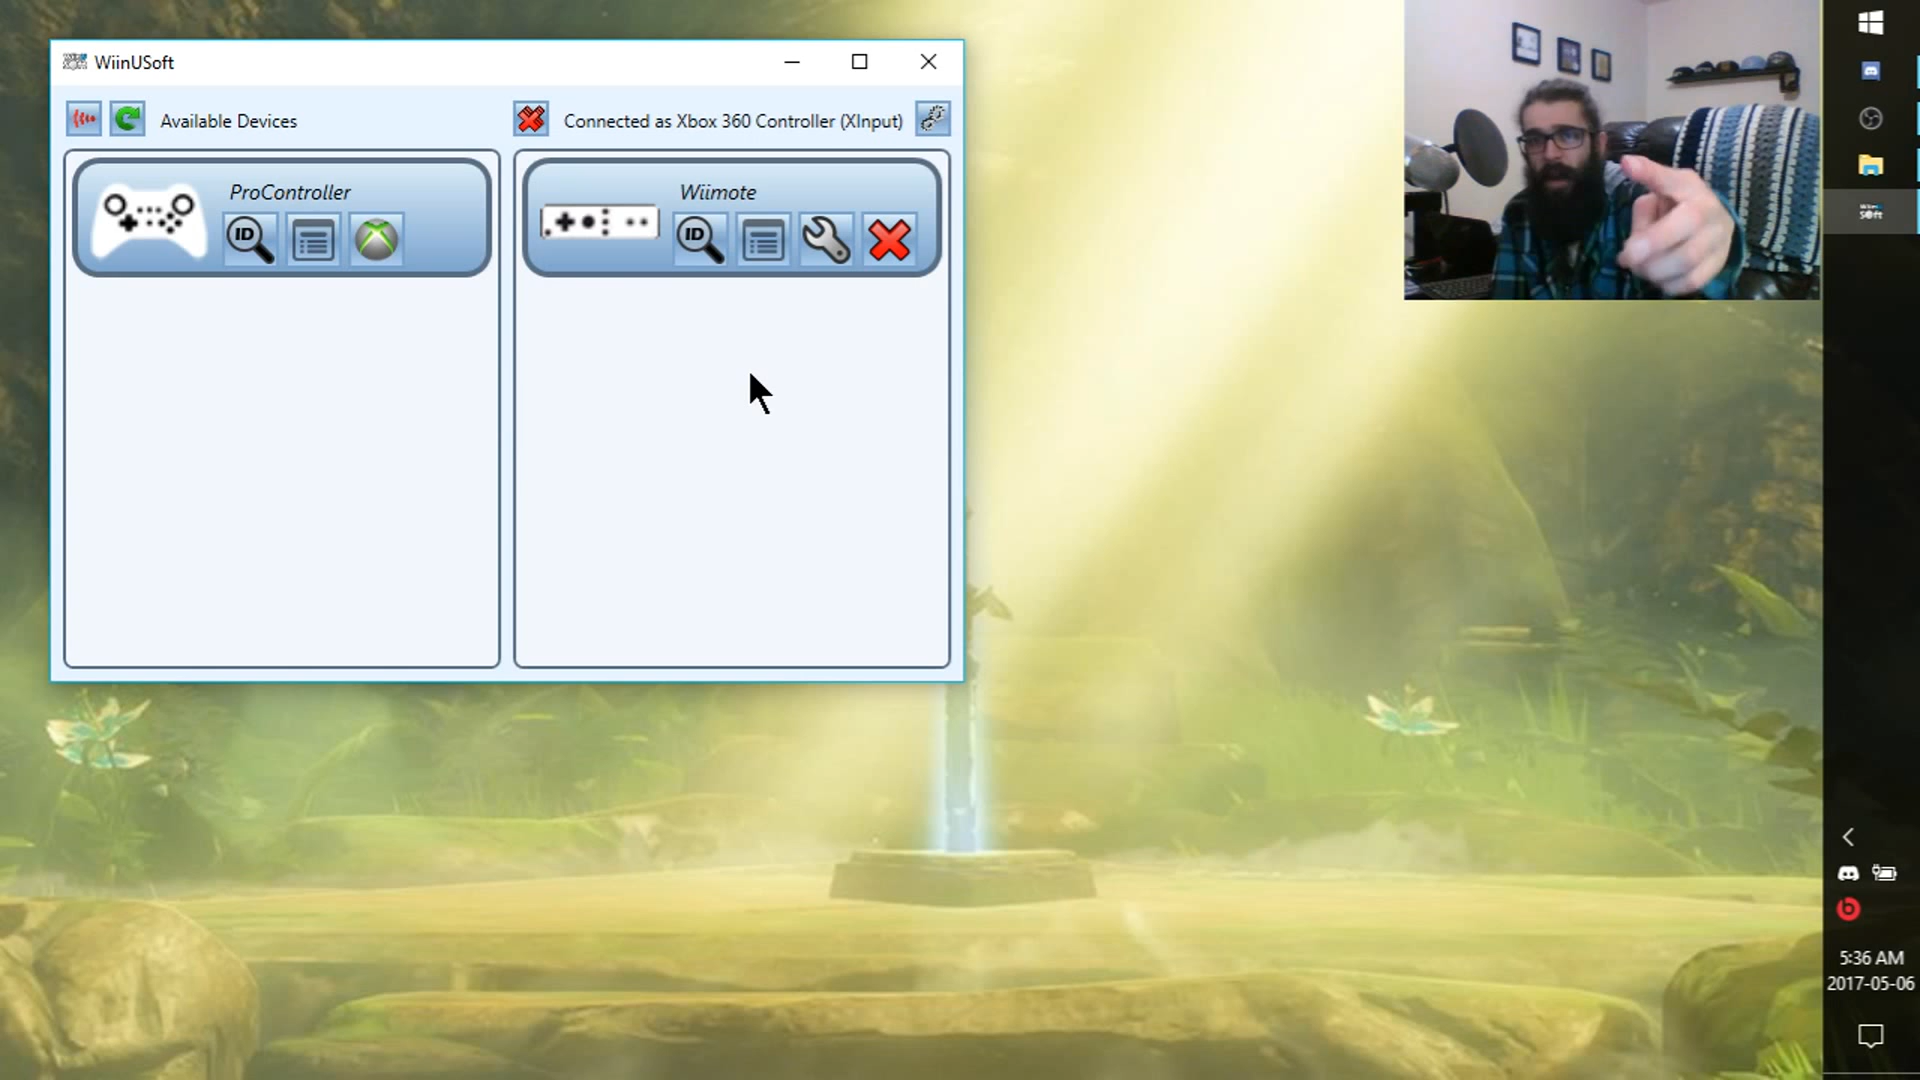 WiinUSoft
Available Devices
Connected as Xbox 360 Controller (XInput)
ProController
ID
Wiimote
ID
5:36 AM
2017-05-06